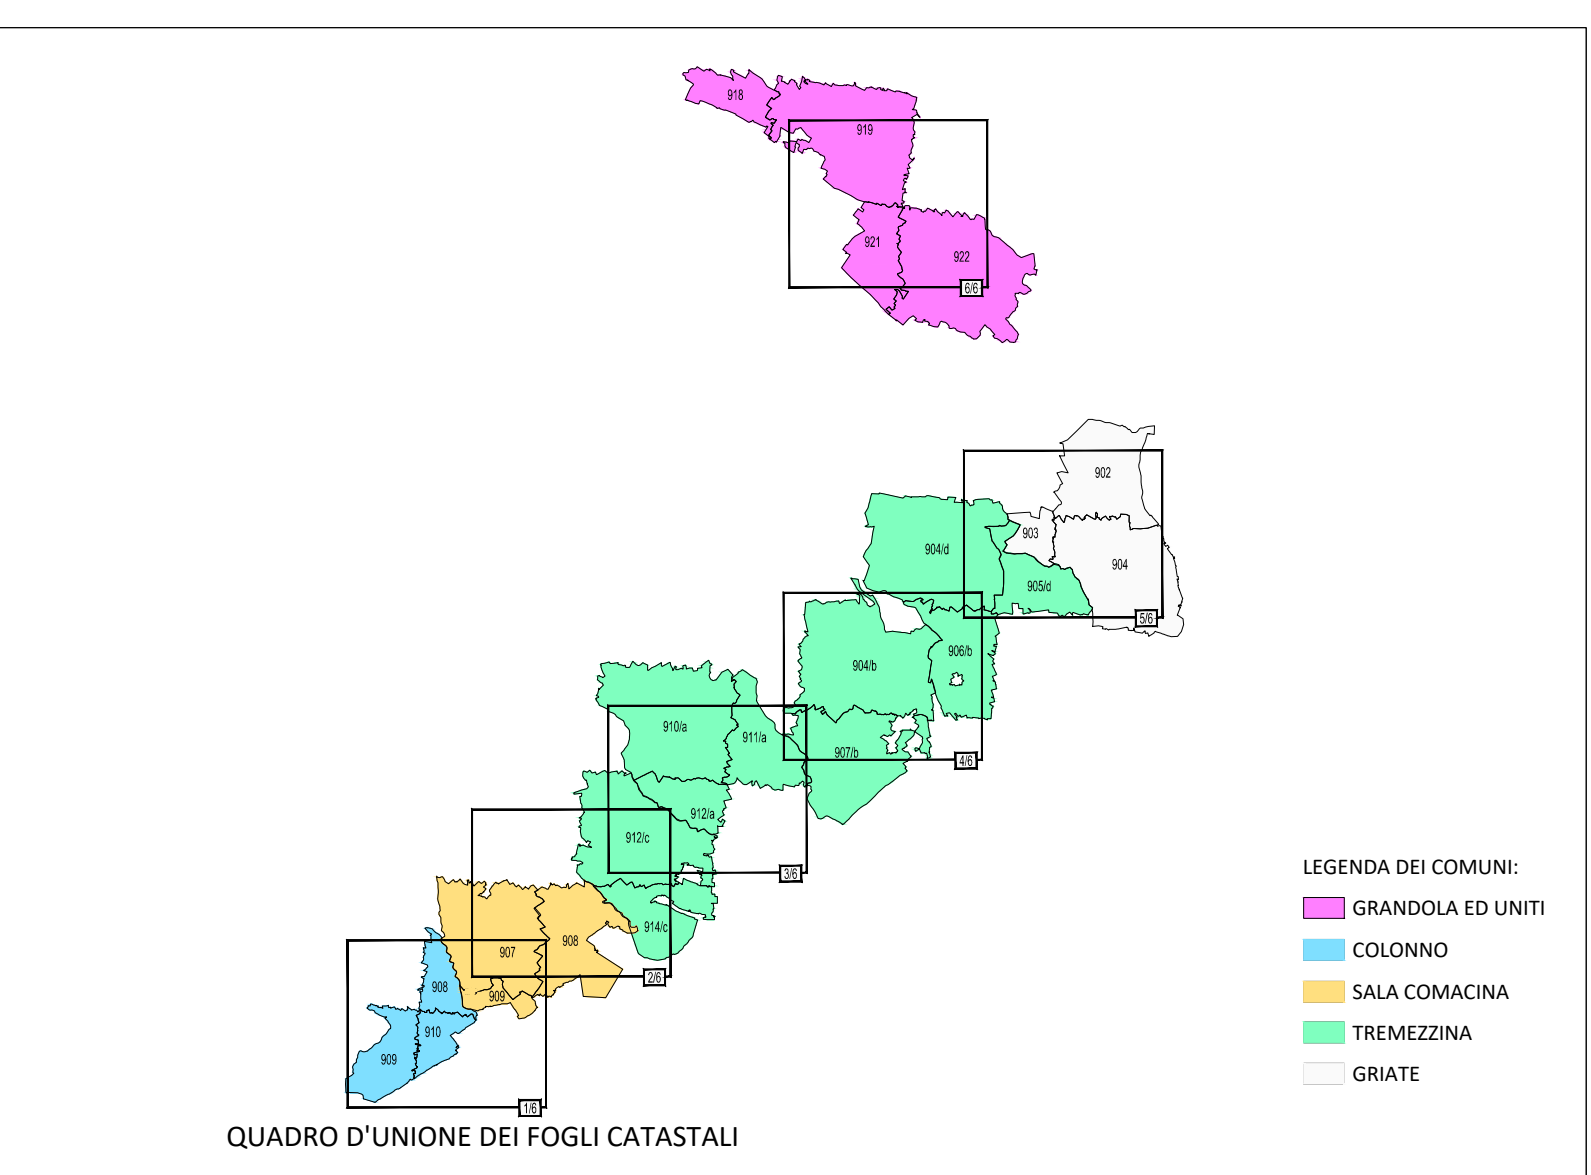 918
919
921
922
6/6
902
903
904
904/d
905/d
5/6
904/b
906/b
910/a
911/a
907/b
4/6
912/a
912/c
3/6
914/c
907
908
2/6
908
909
910
909
1/6
QUADRO D'UNIONE DEI FOGLI CATASTALI
LEGENDA DEI COMUNI:
GRANDOLA ED UNITI
COLONNO
SALA COMACINA
TREMEZZINA
GRIATE